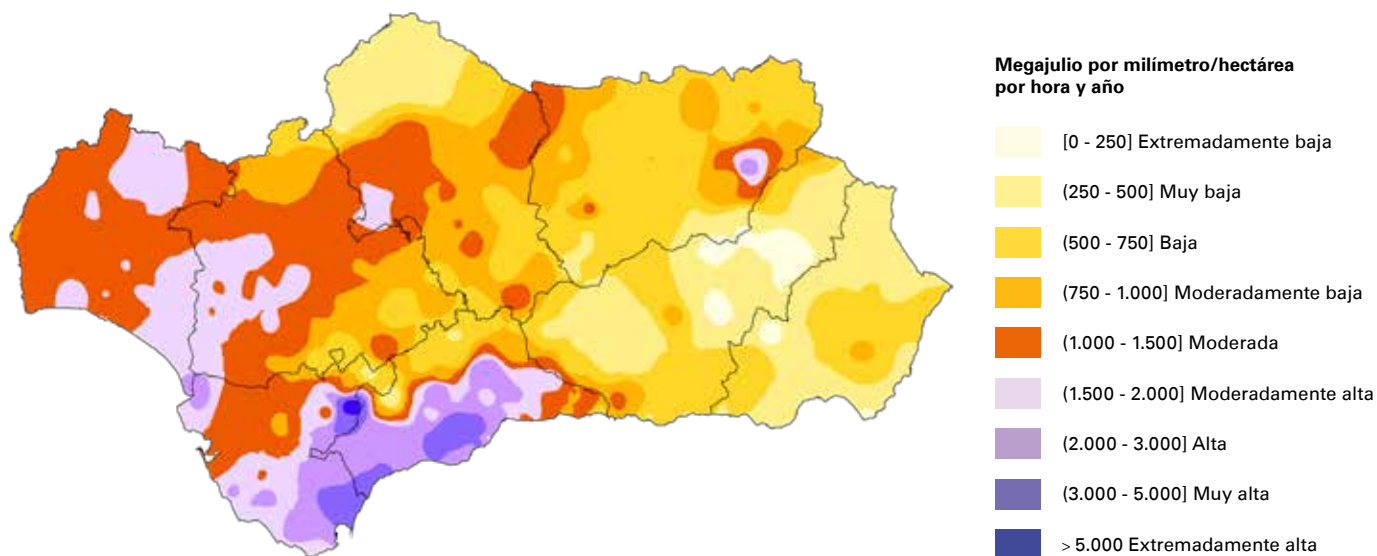 Megajulio por milímetro/hectárea
por hora y año
[0 - 250] Extremadamente baja
(250 - 500] Muy baja
(500 - 750] Baja
(750 - 1.000] Moderadamente baja
(1.000 - 1.500] Moderada
(1.500 - 2.000] Moderadamente alta
(2.000 - 3.000] Alta
(3.000 - 5.000] Muy alta
> 5.000 Extremadamente alta